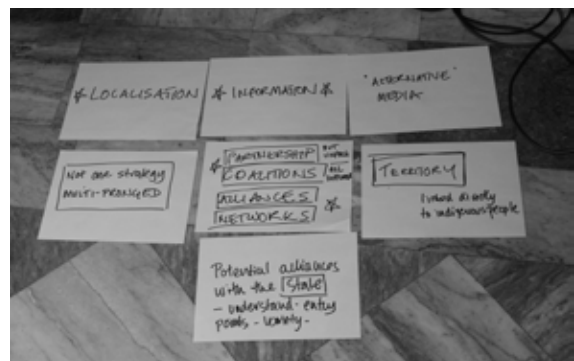 * LOCALISATION
* INFORMATION *
"ALTERNATIVE"
MEDIA
Not one strategy
MULTI-PRONGED
* PARTNERSHIP
COALITIONS
ALLIANCES
NETWORKS *
TERRITORY
linked directly
to indigenous people
Potential alliances
with the State
- understand - entry
points - variety -